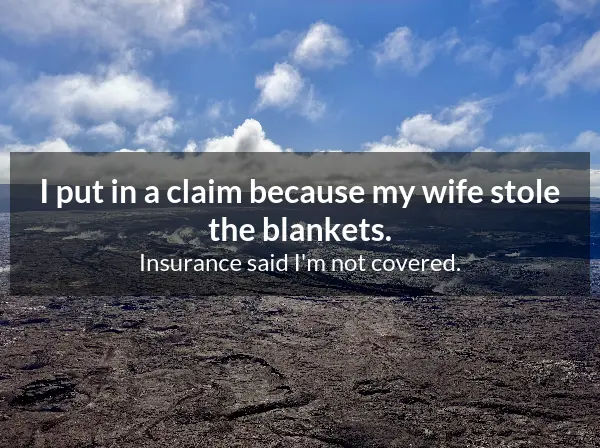 I put in a claim because my wife stole
the blankets.
Insurance said I'm not covered.